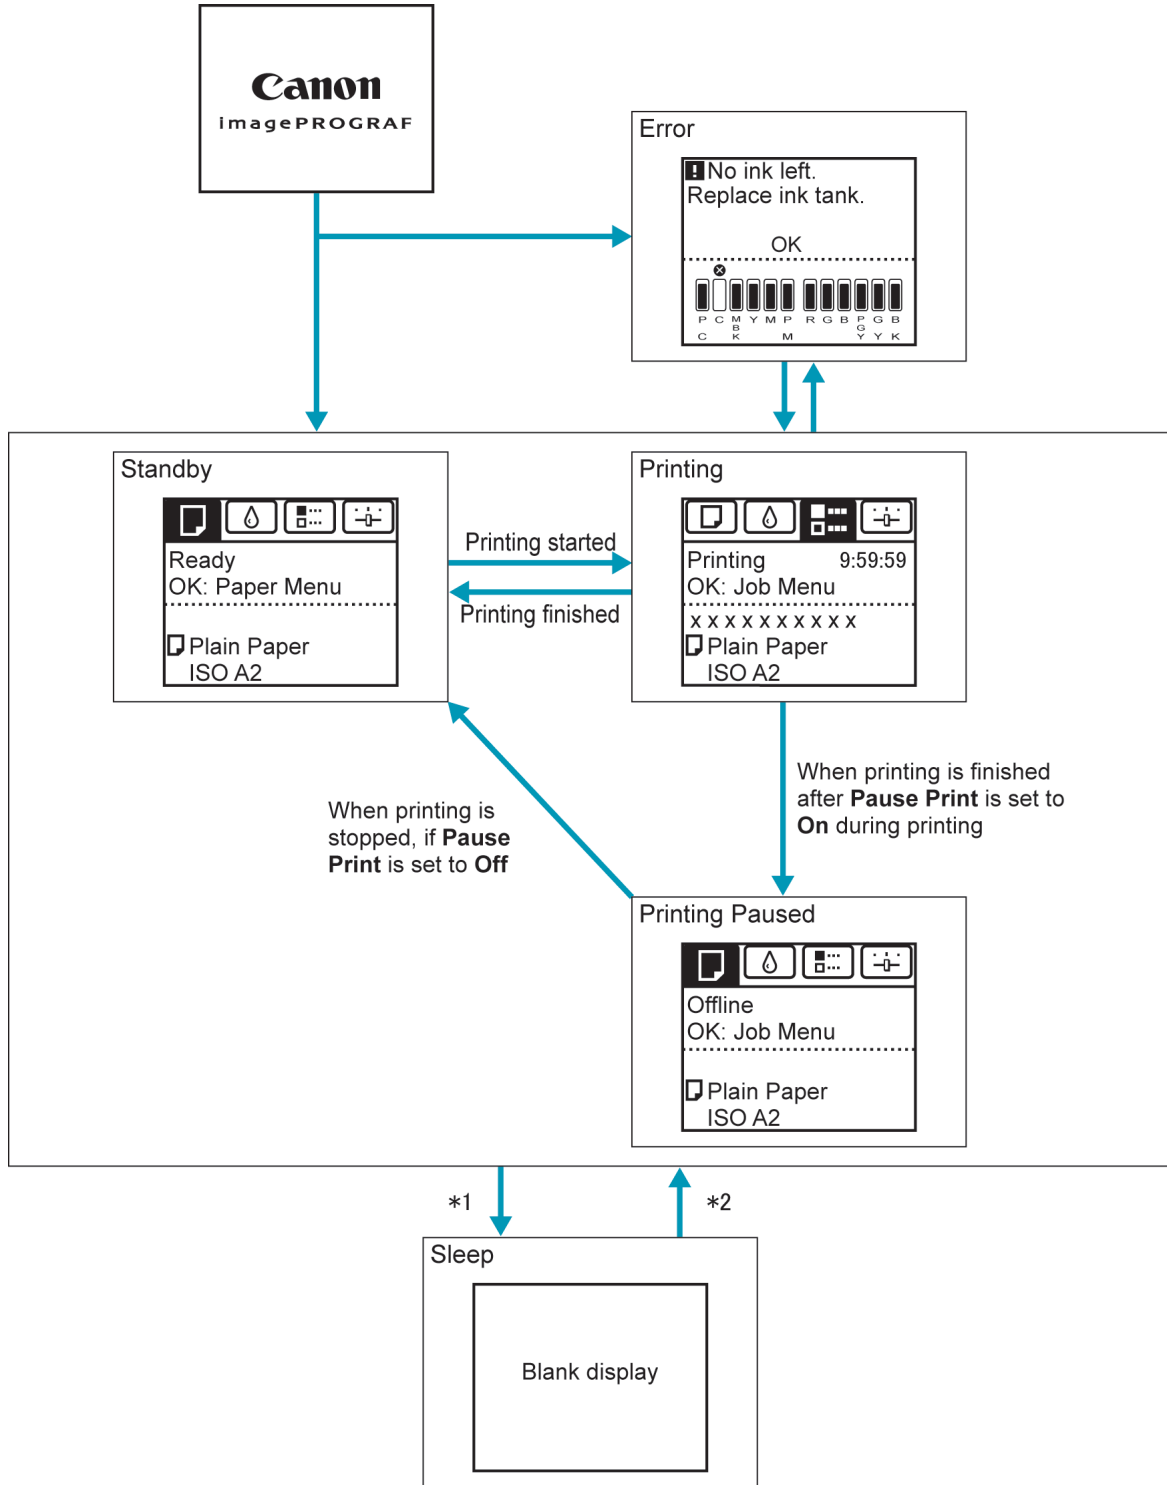 Canon
imagePROGRAF
Error
No ink left.
Replace ink tank.
OK
P C M Y M P R G B P G B
B G
C K M Y Y K
Standby
Ready
OK: Paper Menu
Plain Paper
ISO A2
Printing started
Printing finished
Printing
Printing 9:59:59
OK: Job Menu
x x x x x x x x x x
Plain Paper
ISO A2
When printing is
stopped, if Pause
Print is set to Off
When printing is finished
after Pause Print is set to
On during printing
Printing Paused
Offline
OK: Job Menu
Plain Paper
ISO A2
*1
*2
Sleep
Blank display